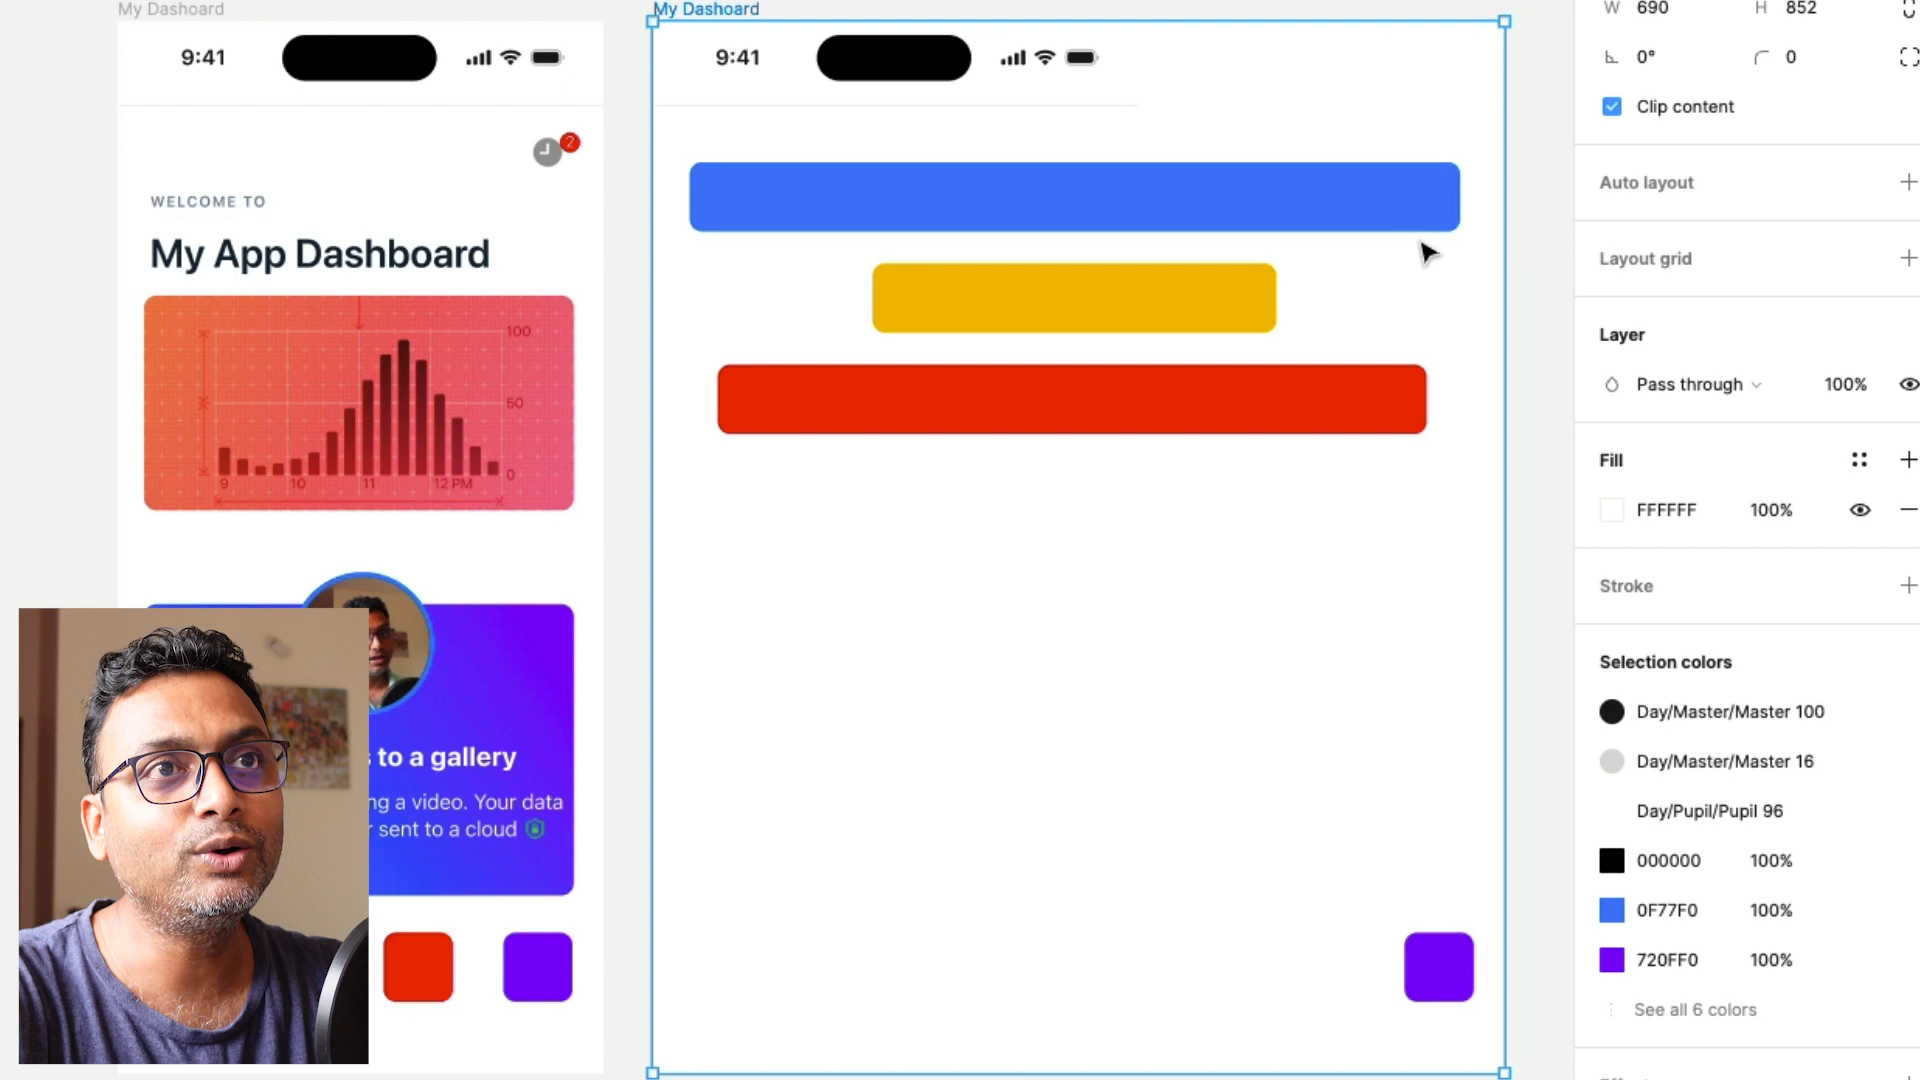 My Dashoard
9:41
2
WELCOME TO
My App Dashboard
100
50
0
9
10
11
12 PM
to a gallery
ng a video. Your data
sent to a cloud
My Dashoard
9:41
W 690 H 852
0° 0
Clip content
Auto layout
Layout grid
Layer
Pass through 100%
Fill
FFFFFF 100%
Stroke
Selection colors
Day/Master/Master 100
Day/Master/Master 16
Day/Pupil/Pupil 96
000000 100%
0F77F0 100%
720FF0 100%
See all 6 colors